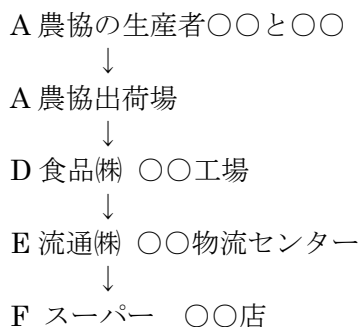 A 農協の生産者○○と○○
↓
A 農協出荷場
↓
D 食品㈱ ○○工場
↓
E 流通㈱ ○○物流センター
↓
F スーパー　○○店